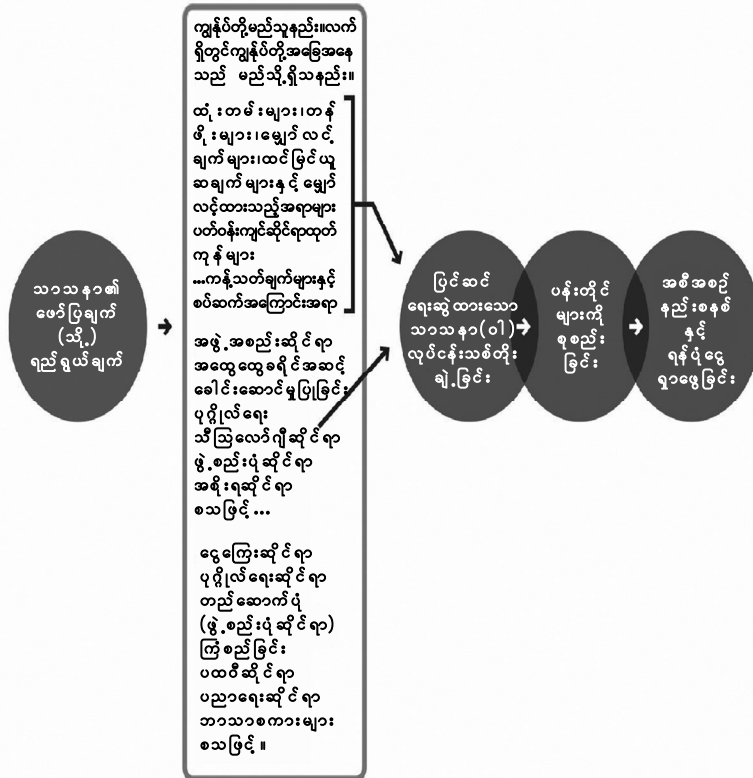 သာသနာ၏
ဖော်ပြချက်
(သို့)
ရည်ရွယ်ချက်
ကျွန်ုပ်တို့မည်သူနည်း။လက်
ရှိတွင်ကျွန်ုပ်တို့အခြေအနေ
သည် မည်သို့ရှိသနည်း။
ထုံးတမ်းများ၊တန်
ဖိုးများ၊မျှော်လင့်
ချက်များ၊ထင်မြင်ယူ
ဆချက်များနှင့် မျှော်
လင့်ထားသည့်အရာများ
ပတ်ဝန်းကျင်ဆိုင်ရာထုတ်
ကုန်များ
...ကန့်သတ်ချက်များနှင့်
စပ်ဆက်အကြောင်းအရာ
အဖွဲ့အစည်းဆိုင်ရာ
အထွေထွေခရိုင်အဆင့်
ခေါင်းဆောင်မှုပြုခြင်း
ပုဂ္ဂိုလ်ရေး
သီဩလော်ဂျီဆိုင်ရာ
ဖွဲ့စည်းပုံဆိုင်ရာ
အစိုးရဆိုင်ရာ
စသဖြင့်...
ငွေကြေးဆိုင်ရာ
ပုဂ္ဂိုလ်ရေးဆိုင်ရာ
တည်ဆောက်ပုံ
(ဖွဲ့စည်းပုံဆိုင်ရာ)
ကြံစည်ခြင်း
ပထဝီဆိုင်ရာ
ပညာရေးဆိုင်ရာ
ဘာသာစကားများ
စသဖြင့်။
ပြင်ဆင်
ရေးဆွဲထားသော
သာသနာ(ဝါ)
လုပ်ငန်းသစ်တိုး
ချဲ့ခြင်း
ပန်းတိုင်
များကို
စုစည်း
ခြင်း
အစီအစဉ်
နည်းစနစ်
နှင့်
ရန်ပုံငွေ
ရှာဖွေခြင်း